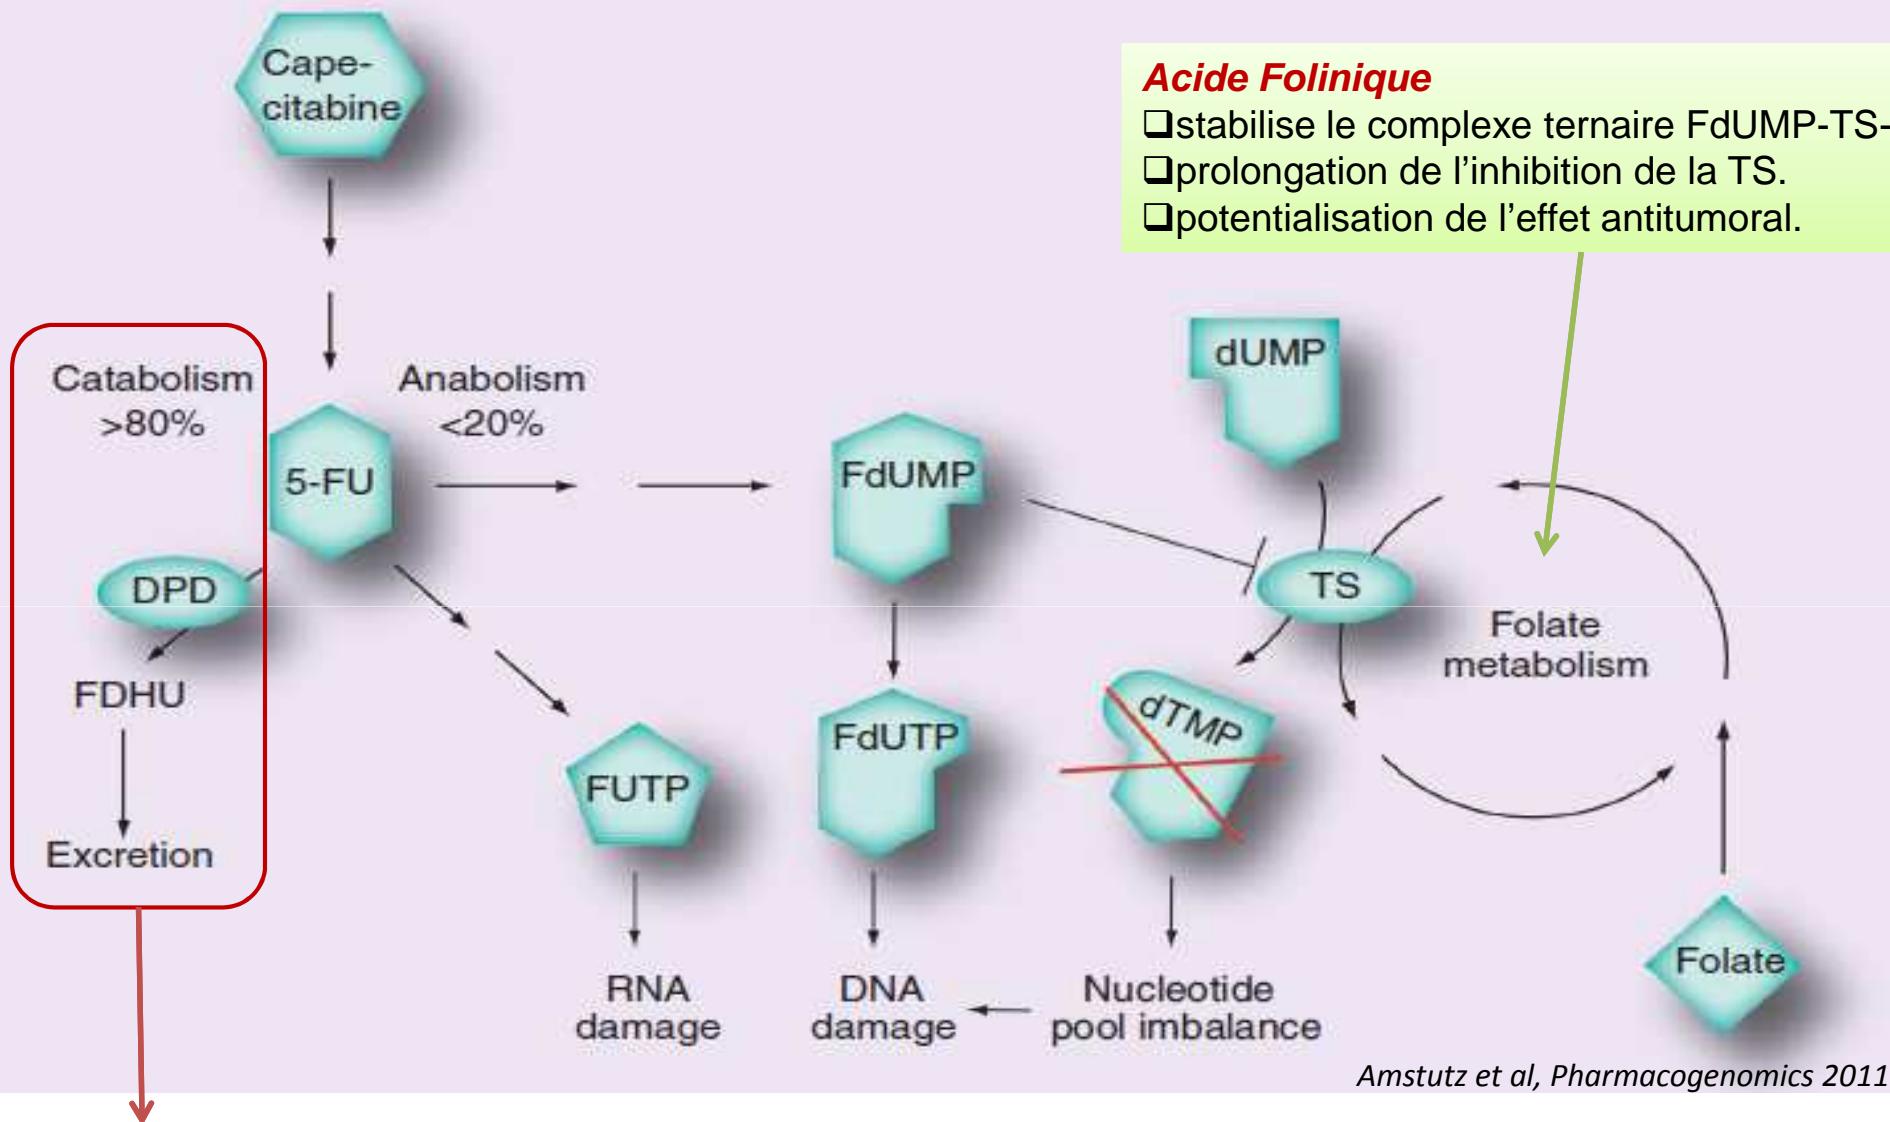 Cape-
citabine
Acide Folinique
❑stabilise le complexe ternaire FdUMP-TS-
❑prolongation de l’inhibition de la TS.
❑potentialisation de l’effet antitumoral.
Catabolism
>80%
Anabolism
<20%
5-FU
DPD
FDHU
Excretion
FdUMP
dUMP
TS
Folate
metabolism
FUTP
FdUTP
dTMP
RNA
damage
DNA
damage
Nucleotide
pool imbalance
Folate
Amstutz et al, Pharmacogenomics 2011